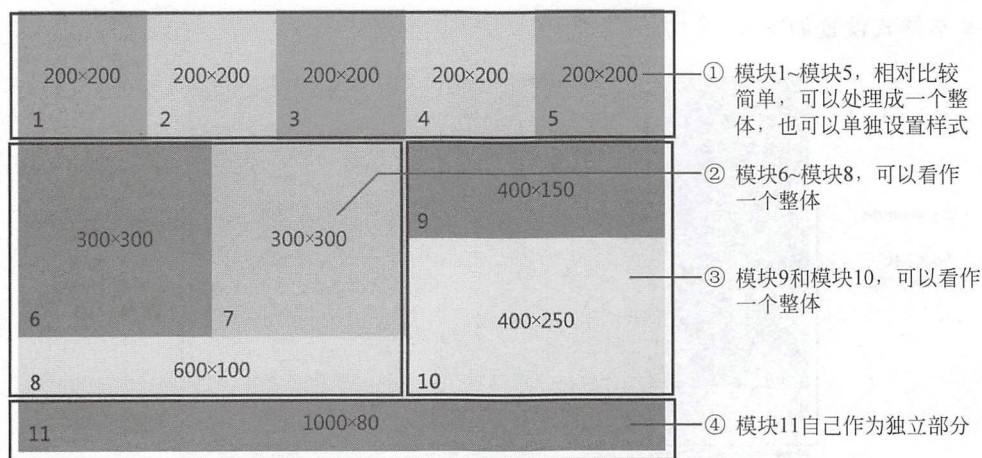 200×200 200×200 200×200 200×200 200×200
1 2 3 4 5
① 模块1~模块5，相对比较
简单，可以处理成一个整
体，也可以单独设置样式
② 模块6~模块8，可以看作
一个整体
400×150
9
300×300 300×300
6 7
③ 模块9和模块10，可以看作
一个整体
400×250
600×100
8
10
1000×80
11
④ 模块11自己作为独立部分